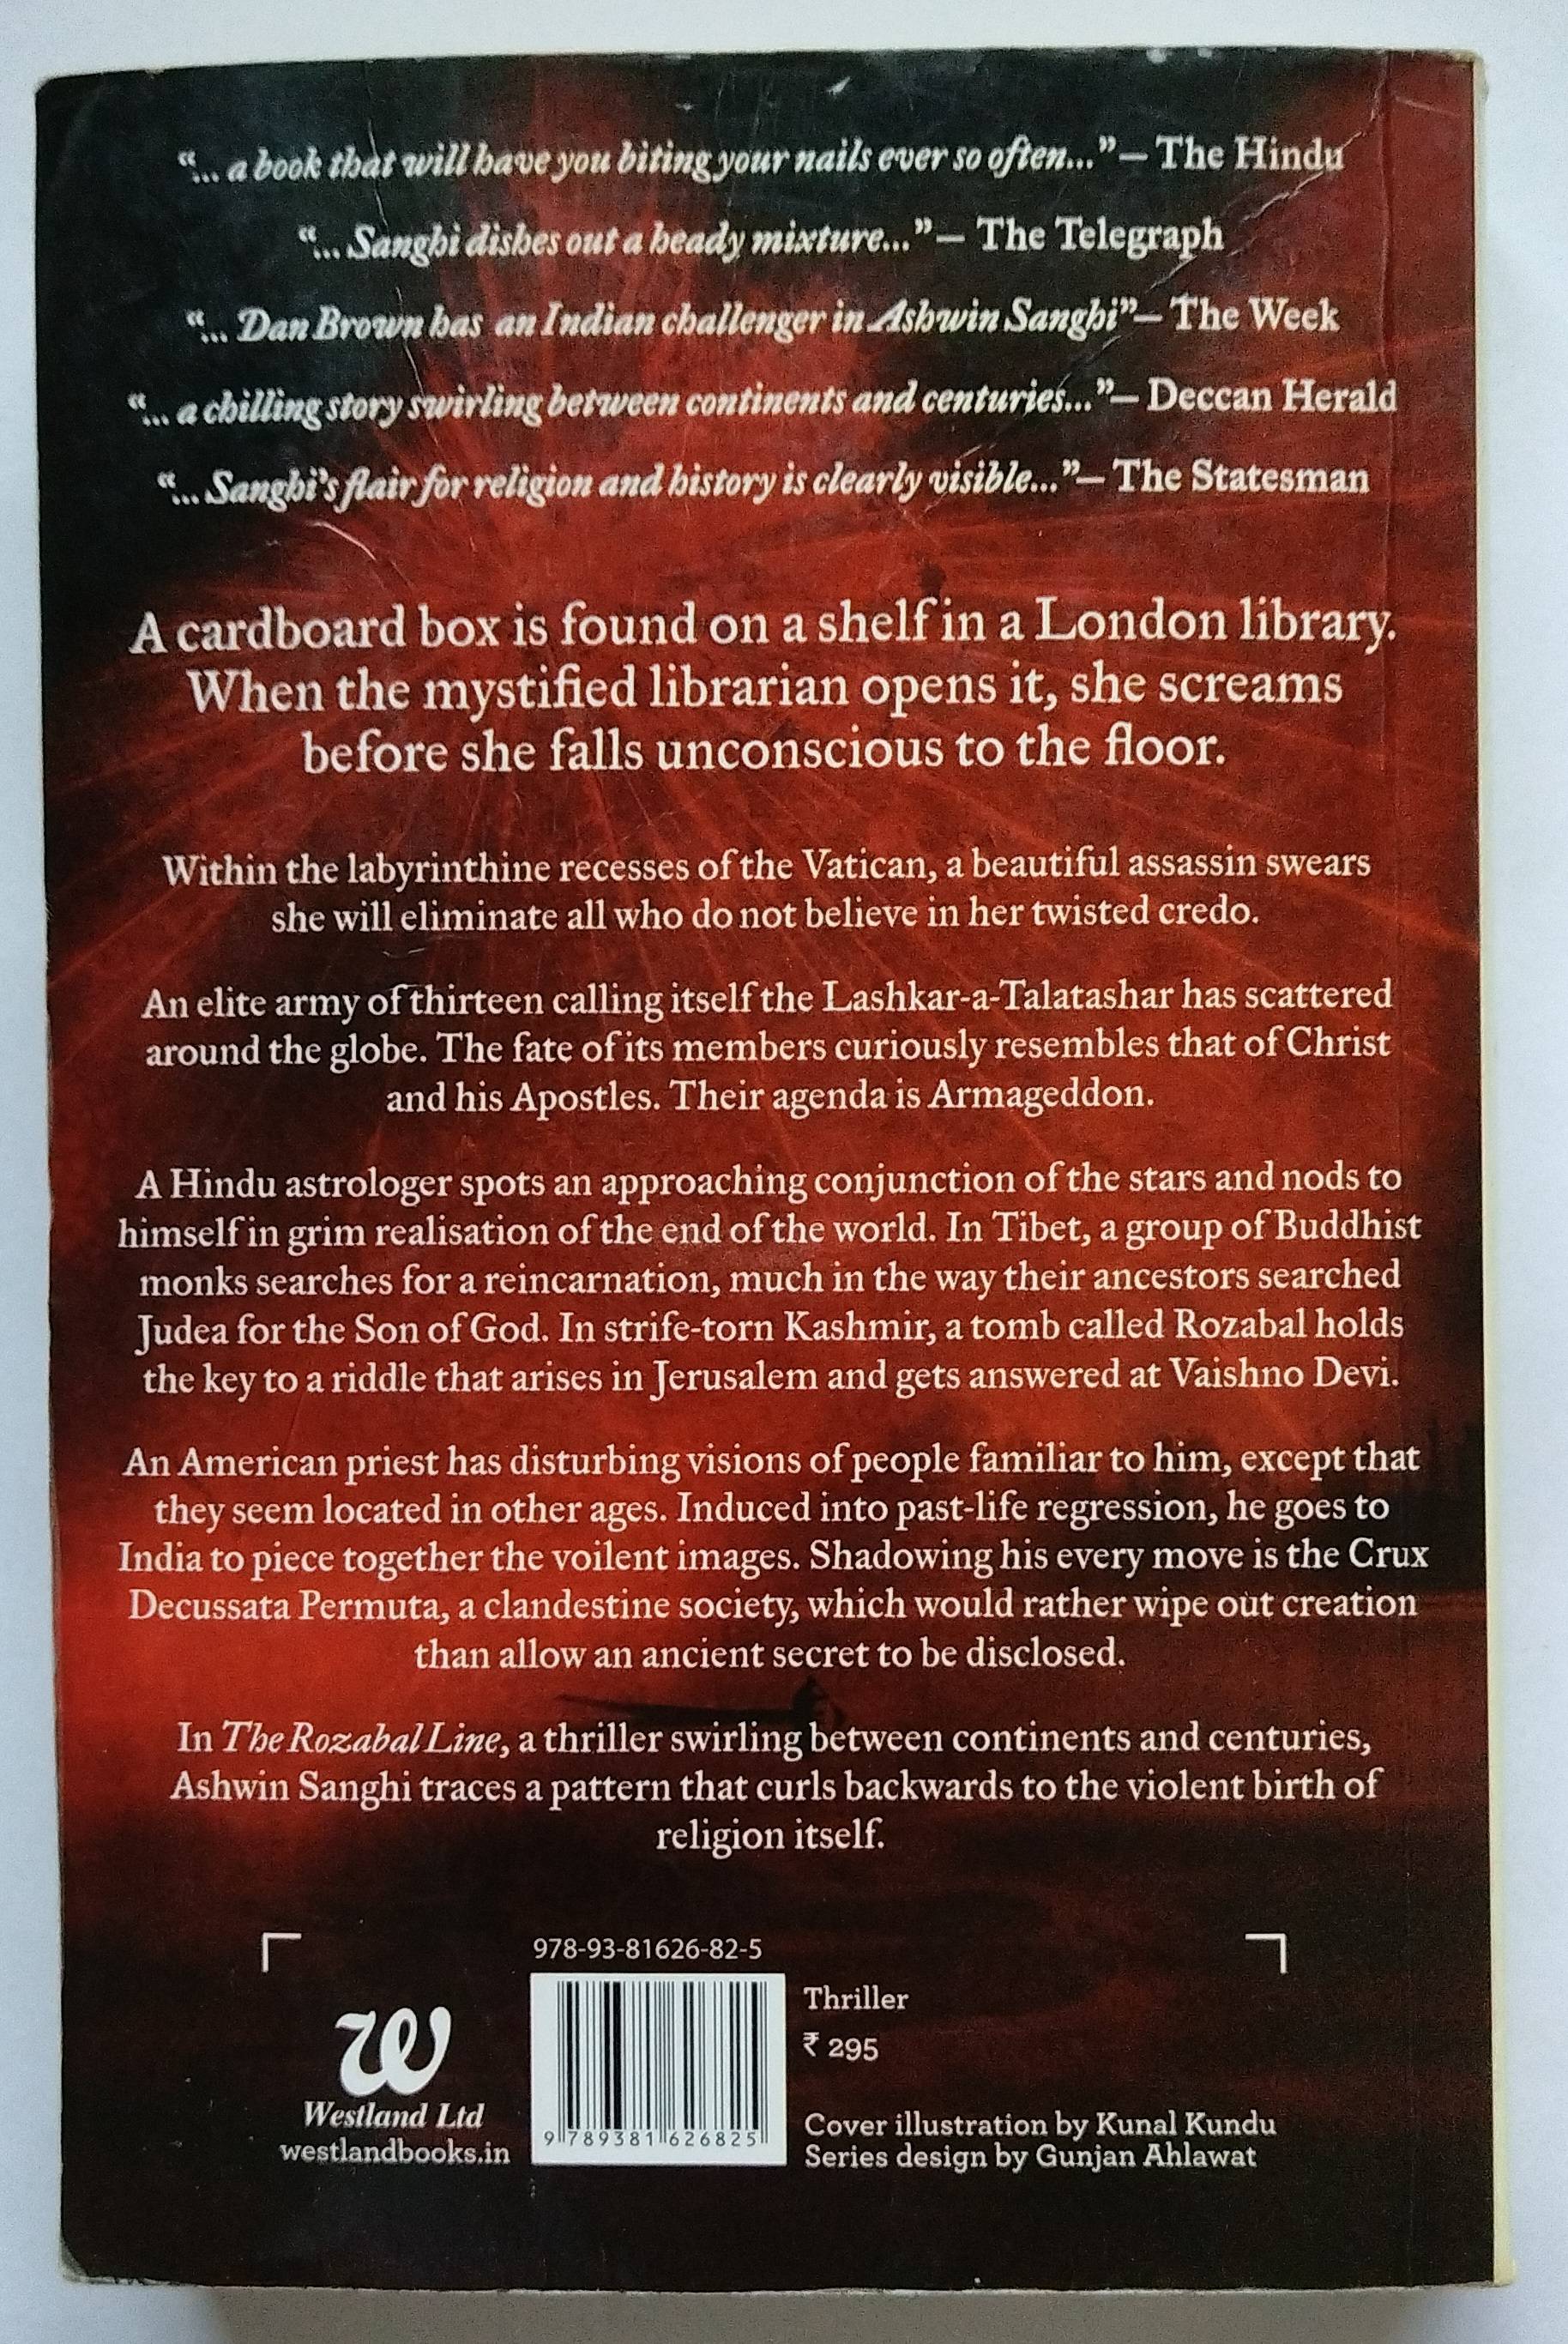 “... a book that will have you biting your nails ever so often...” — The Hindu
“... Sanghi dishes out a heady mixture...” — The Telegraph
“... Dan Brown has an Indian challenger in Ashwin Sanghi” — The Week
“... a chilling story swirling between continents and centuries...” — Deccan Herald
“... Sanghi’s flair for religion and history is clearly visible...” — The Statesman
A cardboard box is found on a shelf in a London library.
When the mystified librarian opens it, she screams
before she falls unconscious to the floor.
Within the labyrinthine recesses of the Vatican, a beautiful assassin swears
she will eliminate all who do not believe in her twisted credo.
An elite army of thirteen calling itself the Lashkar-a-Talatashar has scattered
around the globe. The fate of its members curiously resembles that of Christ
and his Apostles. Their agenda is Armageddon.
A Hindu astrologer spots an approaching conjunction of the stars and nods to
himself in grim realisation of the end of the world. In Tibet, a group of Buddhist
monks searches for a reincarnation, much in the way their ancestors searched
Judea for the Son of God. In strife-torn Kashmir, a tomb called Rozabal holds
the key to a riddle that arises in Jerusalem and gets answered at Vaishno Devi.
An American priest has disturbing visions of people familiar to him, except that
they seem located in other ages. Induced into past-life regression, he goes to
India to piece together the voilent images. Shadowing his every move is the Crux
Decussata Permuta, a clandestine society, which would rather wipe out creation
than allow an ancient secret to be disclosed.
In The Rozabal Line, a thriller swirling between continents and centuries,
Ashwin Sanghi traces a pattern that curls backwards to the violent birth of
religion itself.
978-93-81626-82-5
9 789381 626825
W
Westland Ltd
westlandbooks.in
Thriller
₹ 295
Cover illustration by Kunal Kundu
Series design by Gunjan Ahlawat